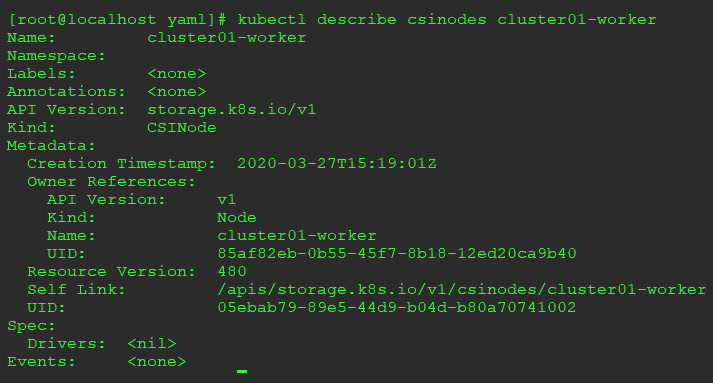 [root@localhost yaml]# kubectl describe csinodes cluster01-worker
Name:         cluster01-worker
Namespace:
Labels:       <none>
Annotations:  <none>
API Version:  storage.k8s.io/v1
Kind:         CSINode
Metadata:
  Creation Timestamp:  2020-03-27T15:19:01Z
  Owner References:
    API Version:     v1
    Kind:            Node
    Name:            cluster01-worker
    UID:             85af82eb-0b55-45f7-8b18-12ed20ca9b40
  Resource Version:  480
  Self Link:         /apis/storage.k8s.io/v1/csinodes/cluster01-worker
  UID:               05ebab79-89e5-44d9-b04d-b80a70741002
Spec:
  Drivers:  <nil>
Events:     <none>